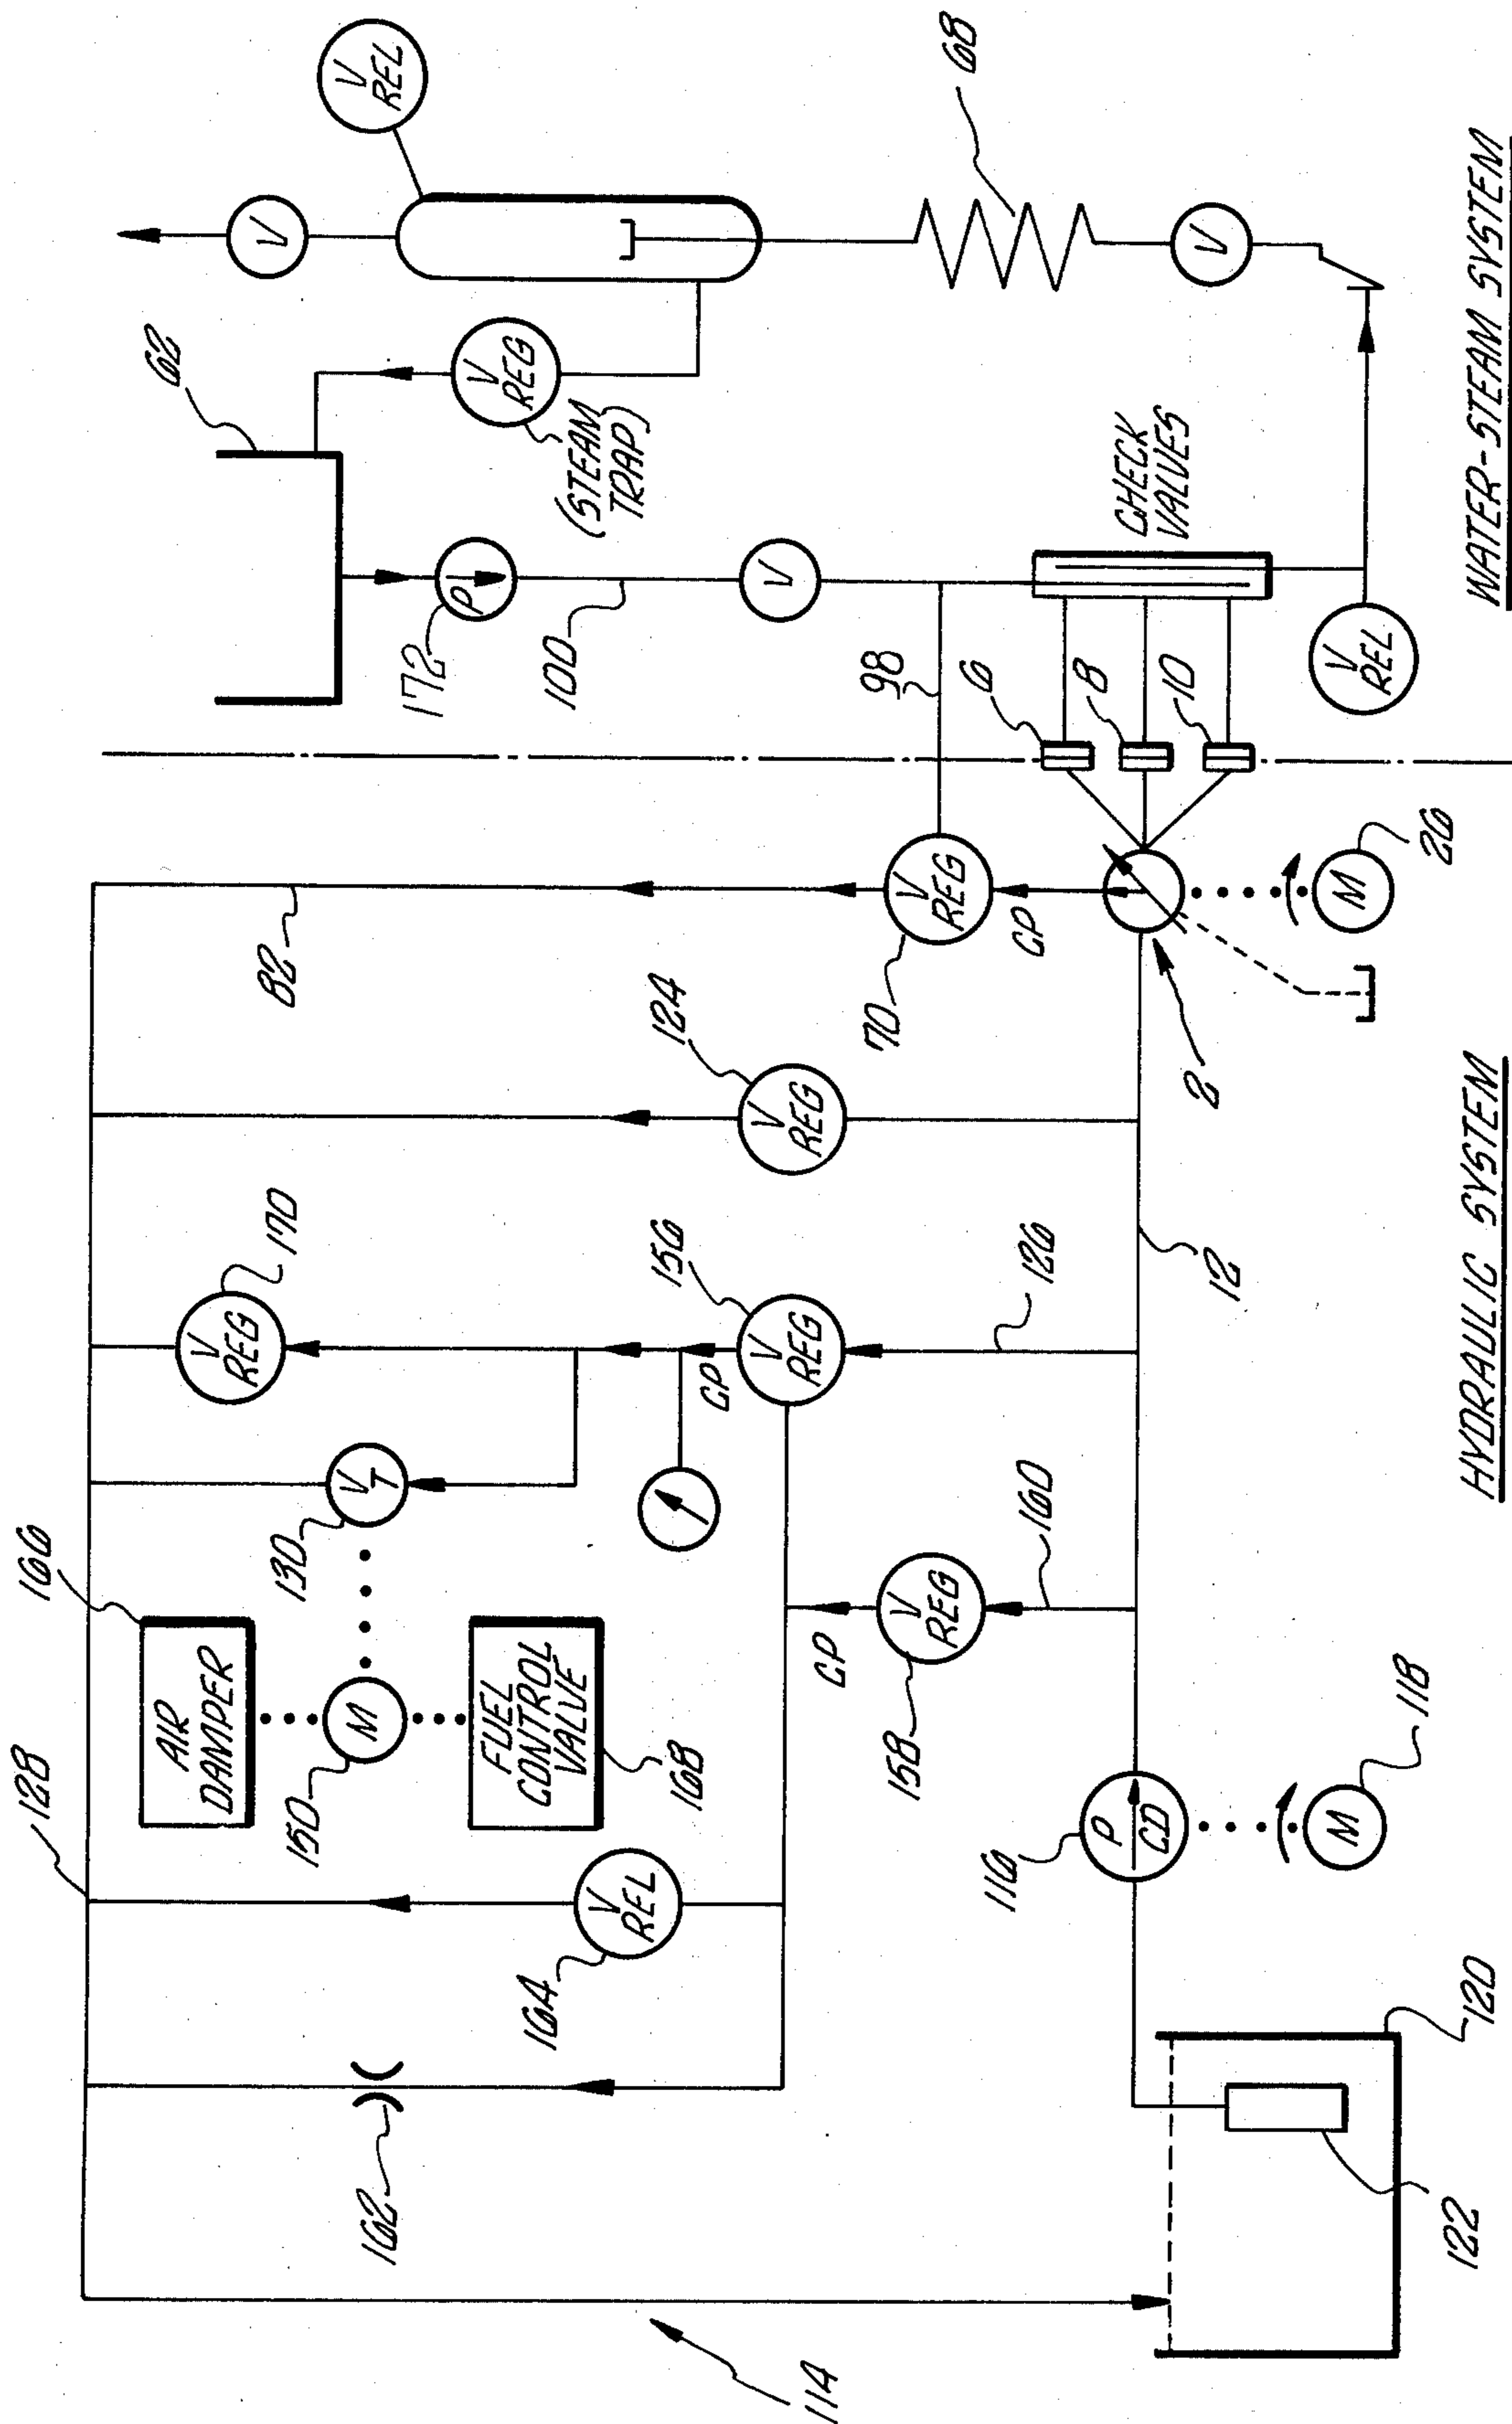 128
166
AIR
DAMPER
150
M
130
V
T
FUEL
CONTROL
VALVE
168
170
V
REG
82
124
V
REG
156
V
REG
CP
126
164
V
REL
162
114
158
V
REG
CP
160
116
P
CD
118
M
120
122
12
2
70
V
REG
CP
26
M
HYDRAULIC SYSTEM
62
172
P
100
V
98
6
8
10
CHECK
VALVES
V
REG
(STEAM
TRAP)
V
V
REL
68
V
V
REL
WATER-STEAM SYSTEM